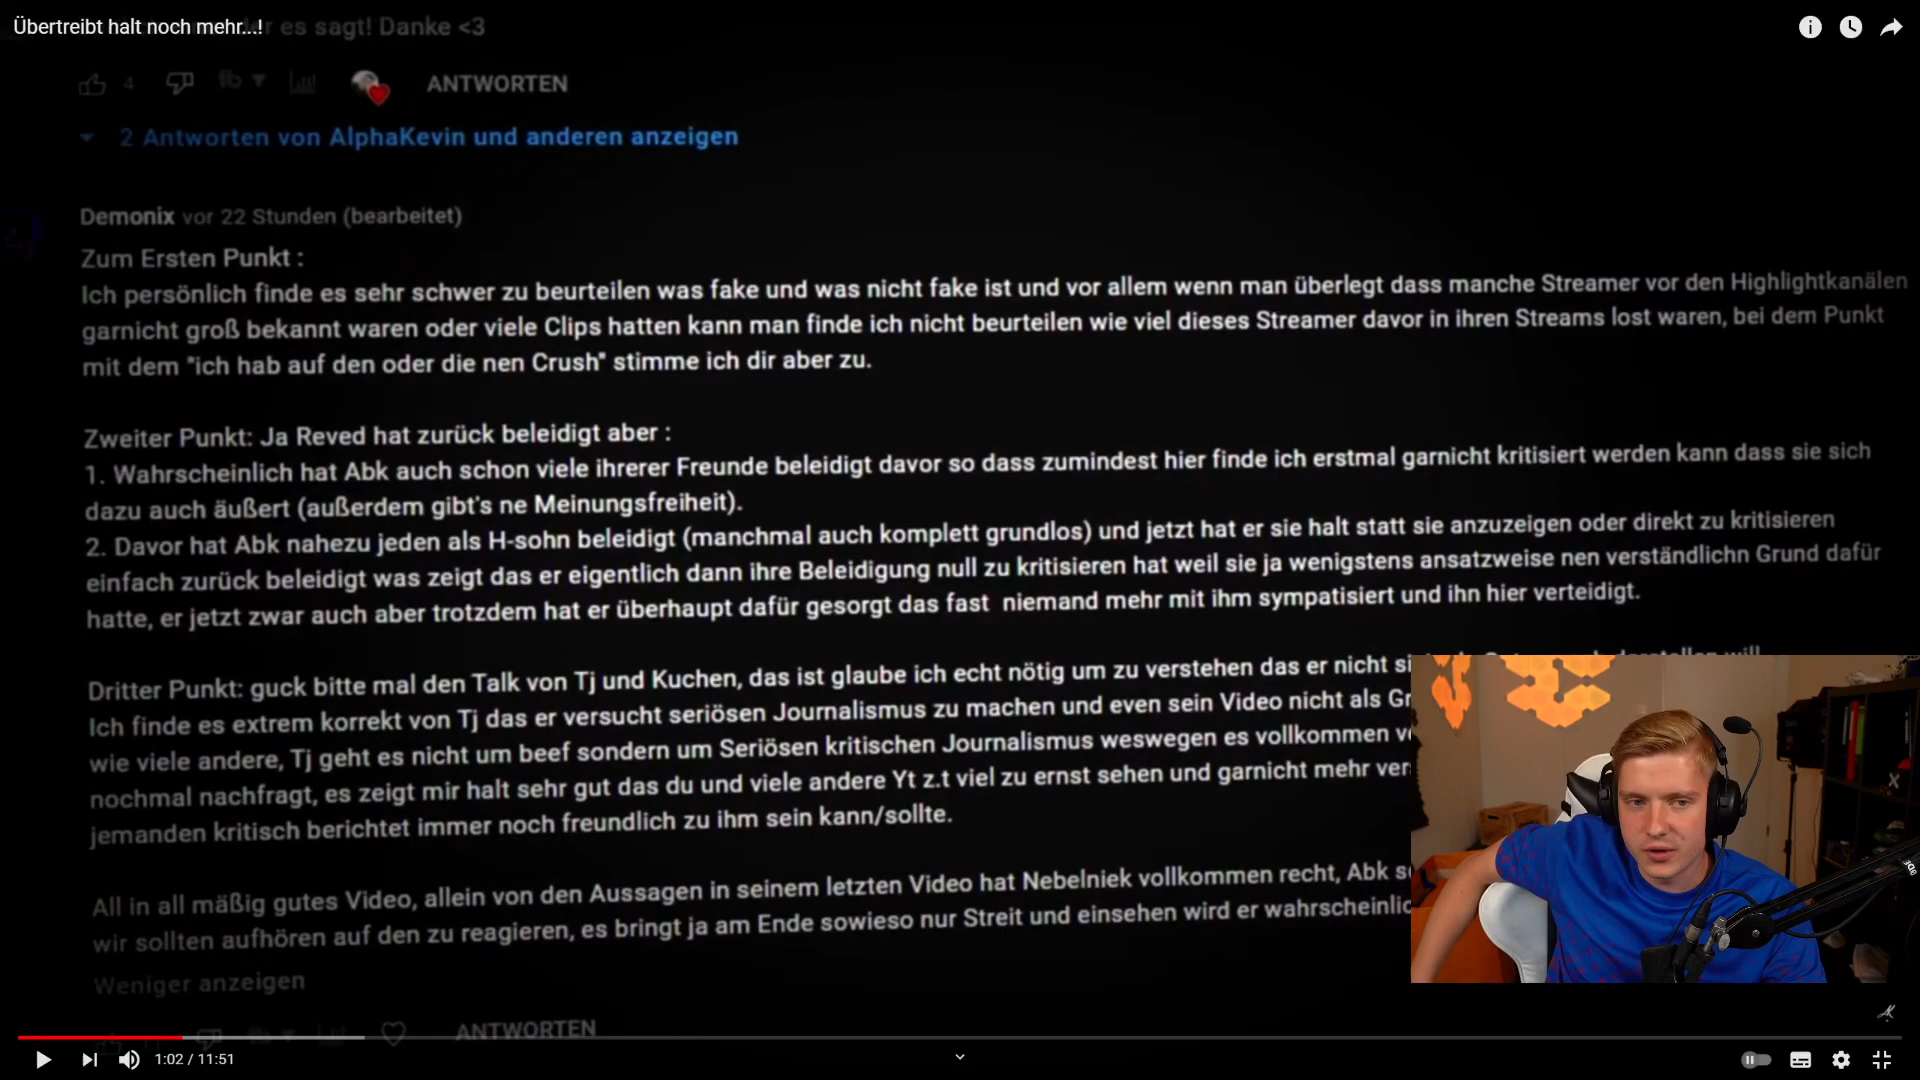 Übertreibt halt noch mehr...!
r es sagt! Danke <3
4
ANTWORTEN
2 Antworten von AlphaKevin und anderen anzeigen
Demonix vor 22 Stunden (bearbeitet)
Zum Ersten Punkt :
Ich persönlich finde es sehr schwer zu beurteilen was fake und was nicht fake ist und vor allem wenn man überlegt dass manche Streamer vor den Highlightkanälen
garnicht groß bekannt waren oder viele Clips hatten kann man finde ich nicht beurteilen wie viel dieses Streamer davor in ihren Streams lost waren, bei dem Punkt
mit dem "ich hab auf den oder die nen Crush" stimme ich dir aber zu.
Zweiter Punkt: Ja Reved hat zurück beleidigt aber :
1. Wahrscheinlich hat Abk auch schon viele ihrerer Freunde beleidigt davor so dass zumindest hier finde ich erstmal garnicht kritisiert werden kann dass sie sich
dazu auch äußert (außerdem gibt's ne Meinungsfreiheit).
2. Davor hat Abk nahezu jeden als H-sohn beleidigt (manchmal auch komplett grundlos) und jetzt hat er sie halt statt sie anzuzeigen oder direkt zu kritisieren
einfach zurück beleidigt was zeigt das er eigentlich dann ihre Beleidigung null zu kritisieren hat weil sie ja wenigstens ansatzweise nen verständlichn Grund dafür
hatte, er jetzt zwar auch aber trotzdem hat er überhaupt dafür gesorgt das fast niemand mehr mit ihm sympatisiert und ihn hier verteidigt.
Dritter Punkt: guck bitte mal den Talk von Tj und Kuchen, das ist glaube ich echt nötig um zu verstehen das er nicht si
Ich finde es extrem korrekt von Tj das er versucht seriösen Journalismus zu machen und even sein Video nicht als Gr
wie viele andere, Tj geht es nicht um beef sondern um Seriösen kritischen Journalismus weswegen es vollkommen v
nochmal nachfragt, es zeigt mir halt sehr gut das du und viele andere Yt z.t viel zu ernst sehen und garnicht mehr ver
jemanden kritisch berichtet immer noch freundlich zu ihm sein kann/sollte.
All in all mäßig gutes Video, allein von den Aussagen in seinem letzten Video hat Nebelniek vollkommen recht, Abk s
wir sollten aufhören auf den zu reagieren, es bringt ja am Ende sowieso nur Streit und einsehen wird er wahrscheinlic
Weniger anzeigen
ANTWORTEN
1:02 / 11:51